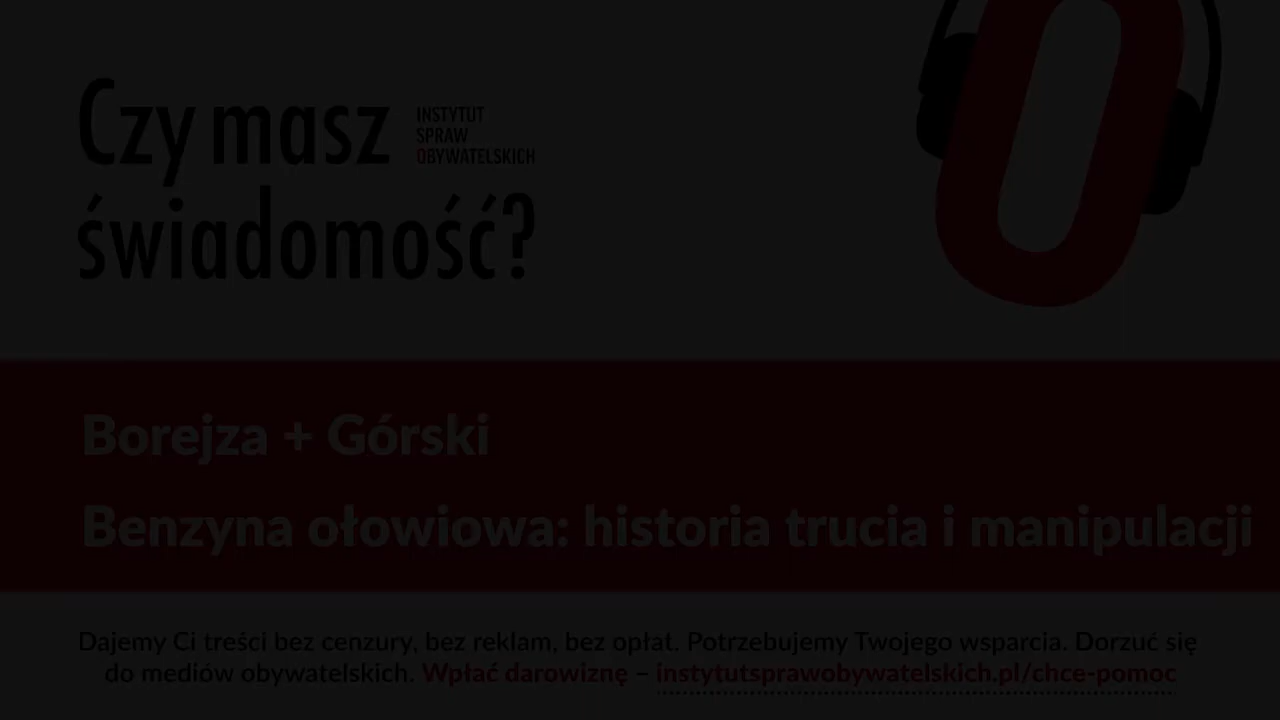 Czy masz
świadomość?
INSTYTUT
SPRAW
OBYWATELSKICH
Borejza + Górski
Benzyna ołowiowa: historia trucia i manipulacji
Dajemy Ci treści bez cenzury, bez reklam, bez opłat. Potrzebujemy Twojego wsparcia. Dorzuć się
do mediów obywatelskich. Wpłać darowiznę – instytutsprawobywatelskich.pl/chce-pomoc